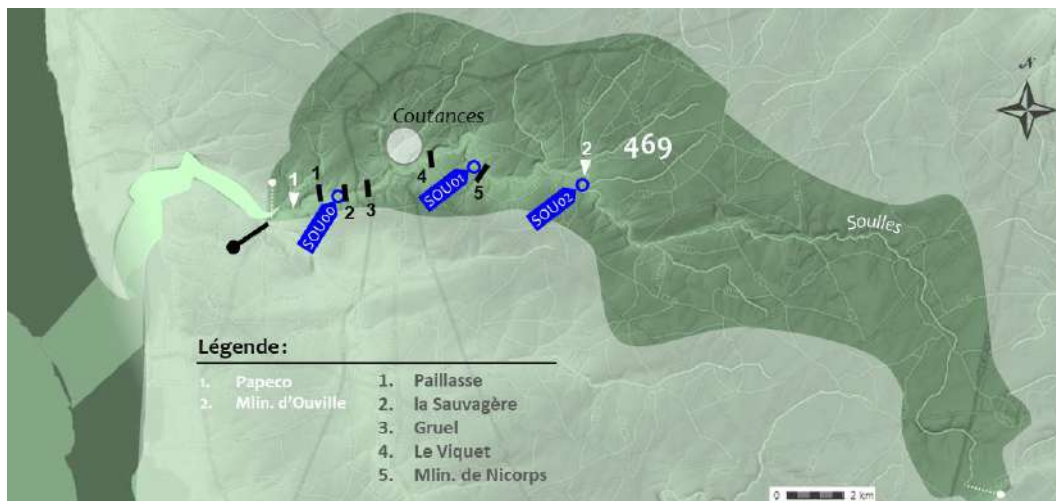 N
Coutances
2
469
1
1
4
SOU01
5
SOU00
2
3
SOU02
Soulles
Légende:
1. Papeco
2. Mlin. d'Ouville
1. Paillasse
2. la Sauvagère
3. Gruel
4. Le Viquet
5. Mlin. de Nicorps
0 2 km